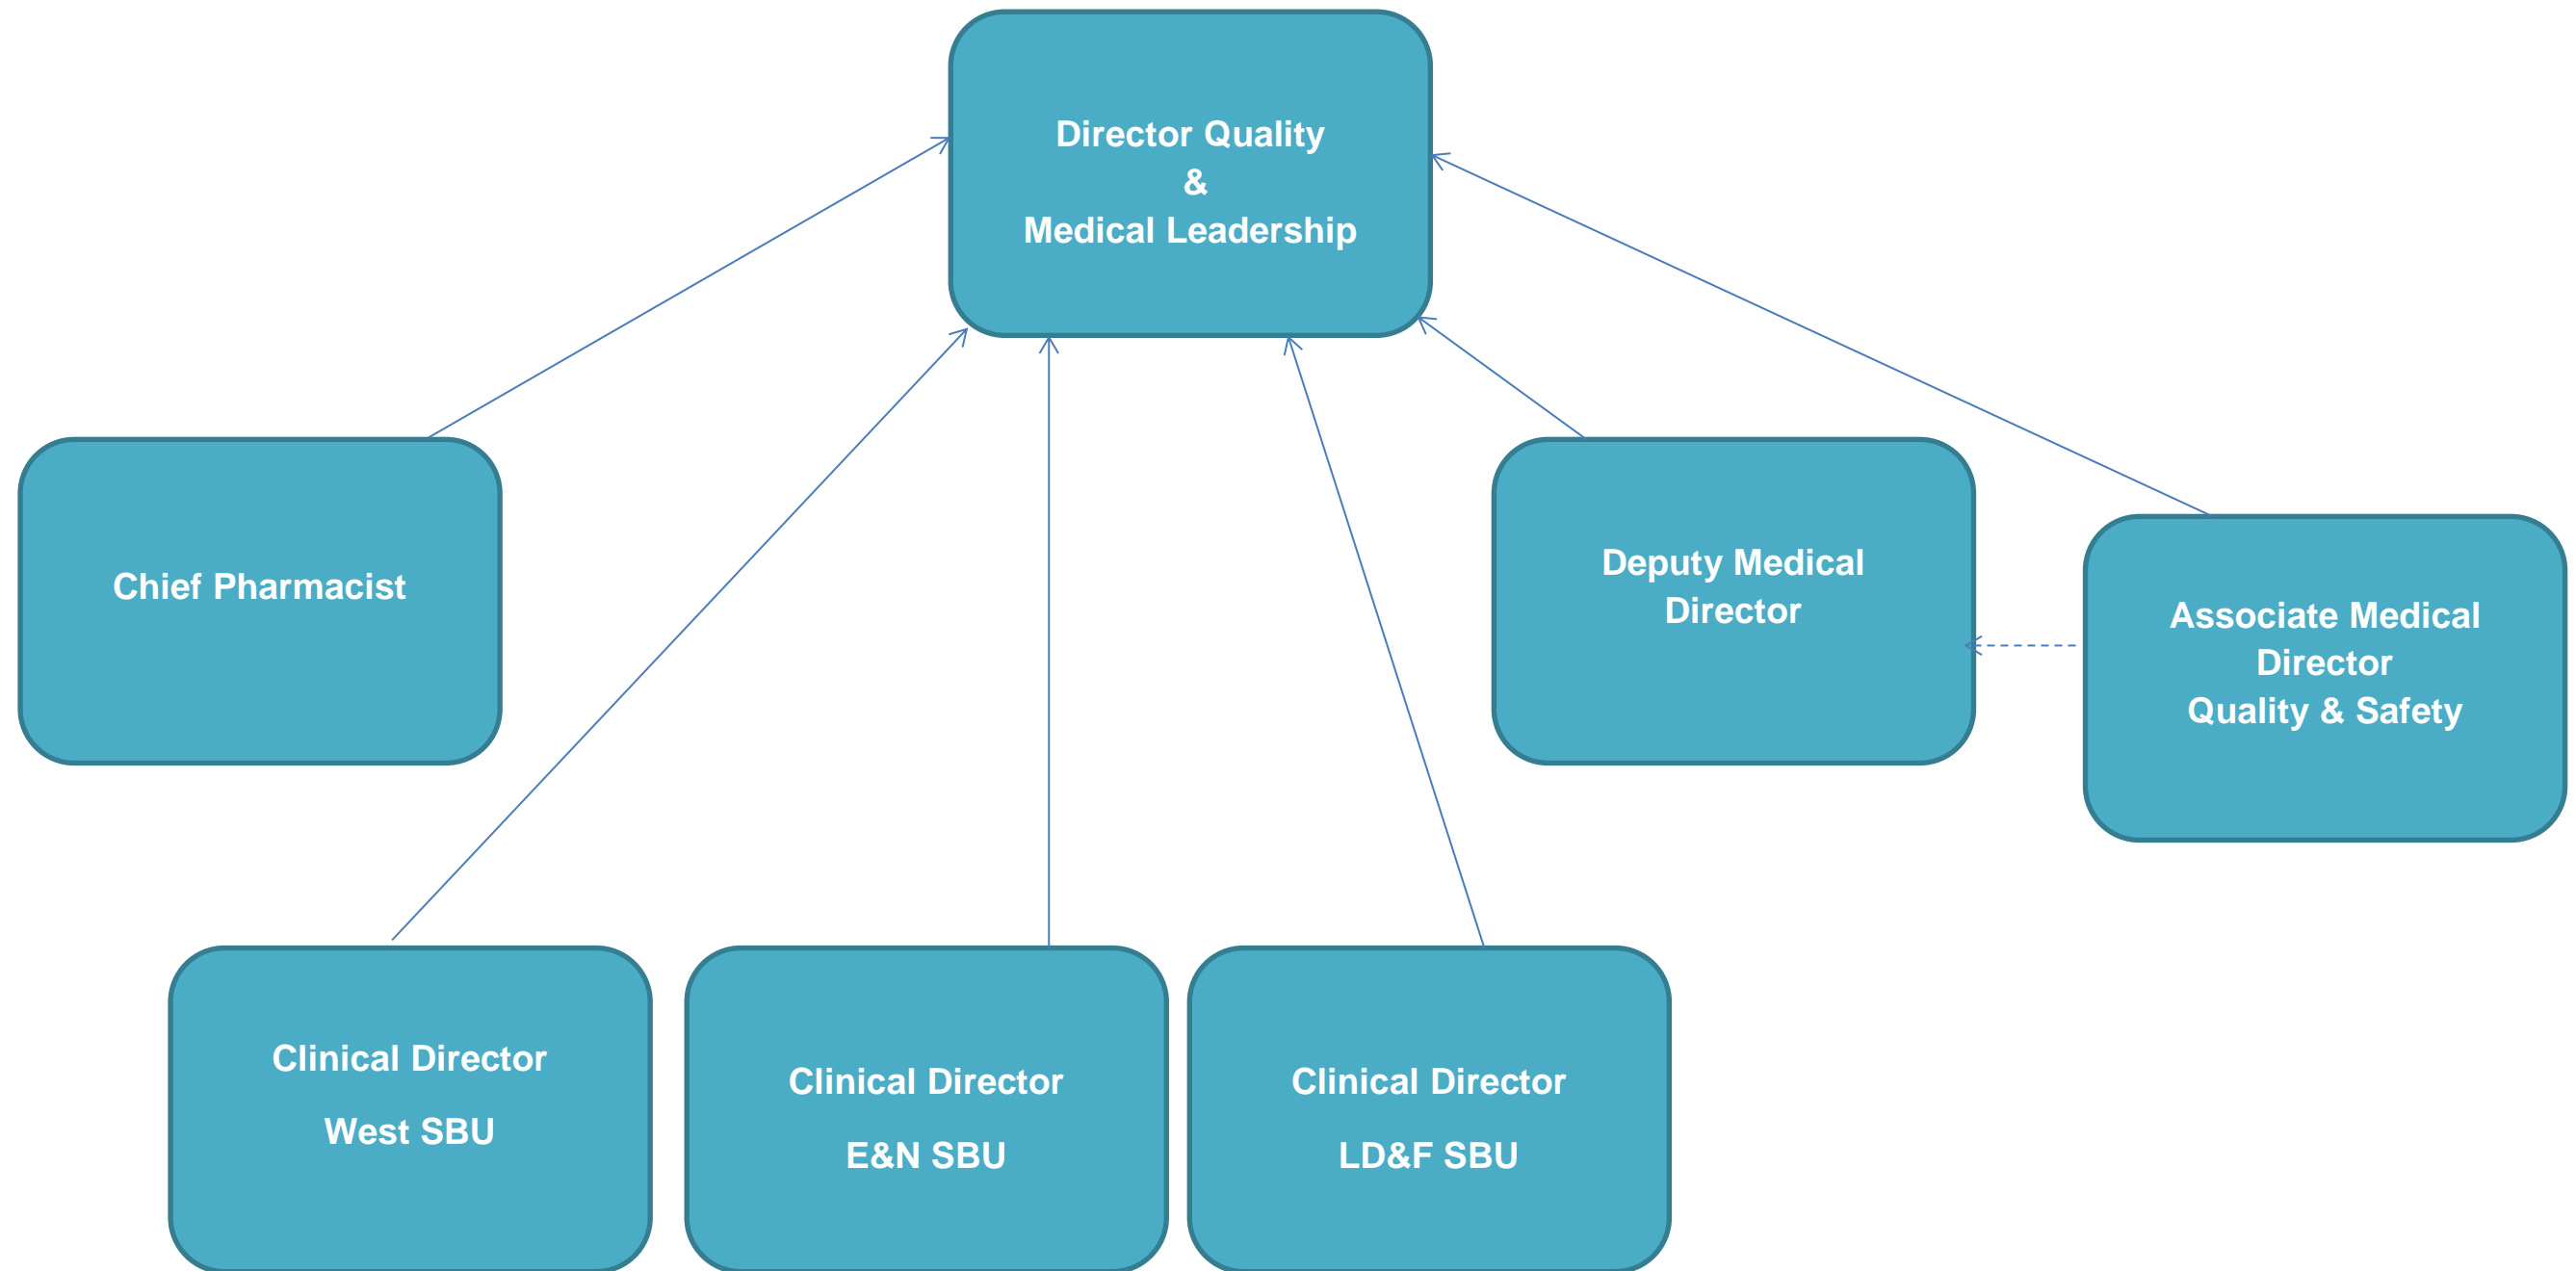 Director Quality
&
Medical Leadership
Chief Pharmacist
Deputy Medical
Director
Associate Medical
Director
Quality & Safety
Clinical Director
West SBU
Clinical Director
E&N SBU
Clinical Director
LD&F SBU